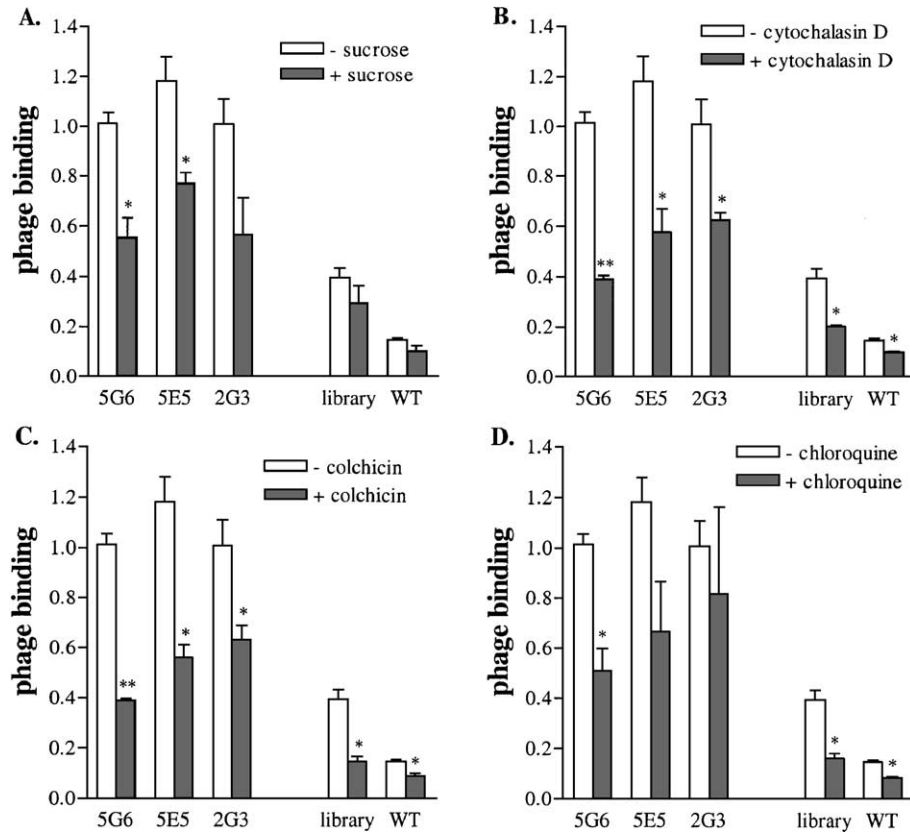 A.
- sucrose
+ sucrose
phage binding
1.4
1.2
1.0
0.8
0.6
0.4
0.2
0.0
*
*
5G6 5E5 2G3 library WT
B.
- cytochalasin D
+ cytochalasin D
phage binding
1.4
1.2
1.0
0.8
0.6
0.4
0.2
0.0
**
*
*
*
*
5G6 5E5 2G3 library WT
C.
- colchicin
+ colchicin
phage binding
1.4
1.2
1.0
0.8
0.6
0.4
0.2
0.0
**
*
*
*
*
5G6 5E5 2G3 library WT
D.
- chloroquine
+ chloroquine
phage binding
1.4
1.2
1.0
0.8
0.6
0.4
0.2
0.0
*
*
*
5G6 5E5 2G3 library WT